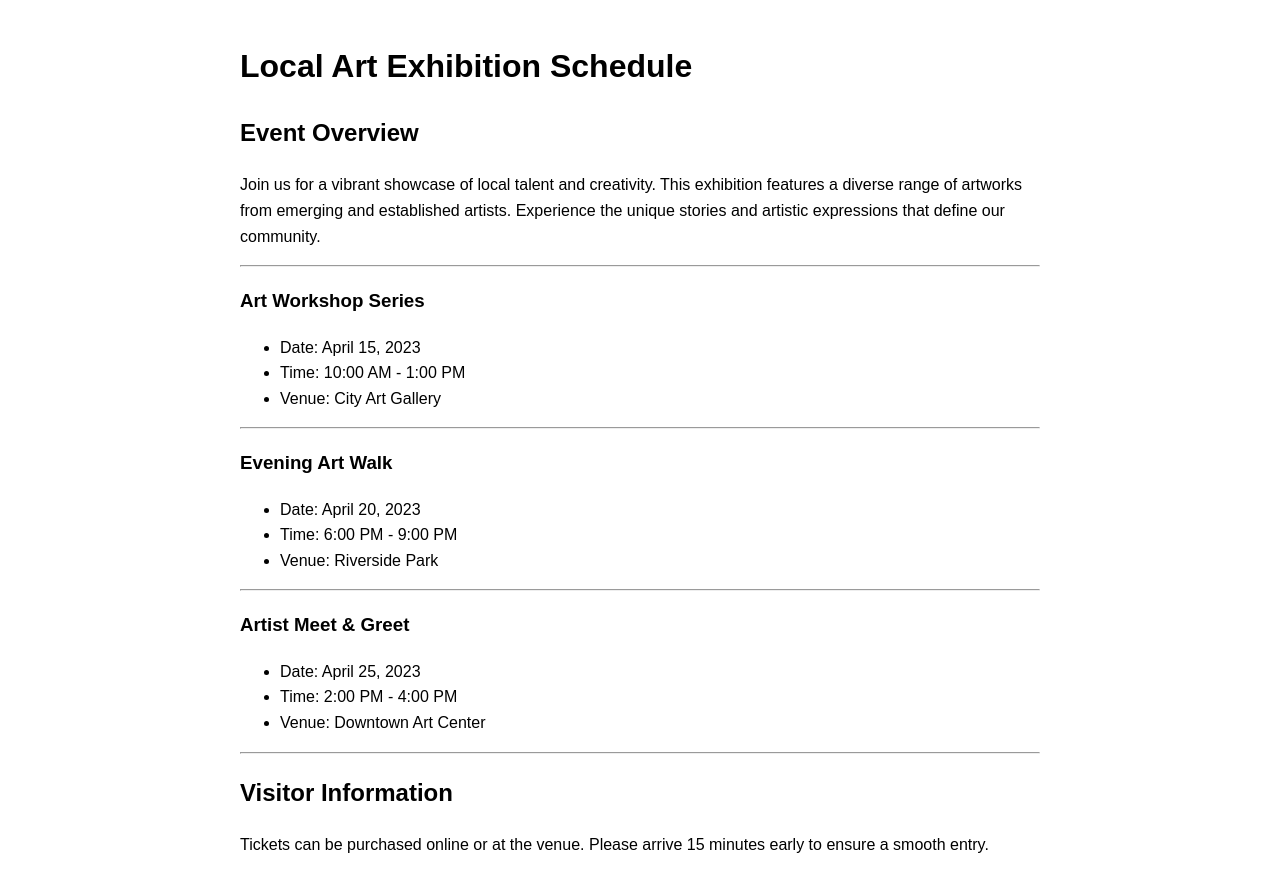 Local Art Exhibition Schedule
Event Overview
Join us for a vibrant showcase of local talent and creativity. This exhibition features a diverse range of artworks
from emerging and established artists. Experience the unique stories and artistic expressions that define our
community.
Art Workshop Series
Date: April 15, 2023
Time: 10:00 AM - 1:00 PM
Venue: City Art Gallery
Evening Art Walk
Date: April 20, 2023
Time: 6:00 PM - 9:00 PM
Venue: Riverside Park
Artist Meet & Greet
Date: April 25, 2023
Time: 2:00 PM - 4:00 PM
Venue: Downtown Art Center
Visitor Information
Tickets can be purchased online or at the venue. Please arrive 15 minutes early to ensure a smooth entry.